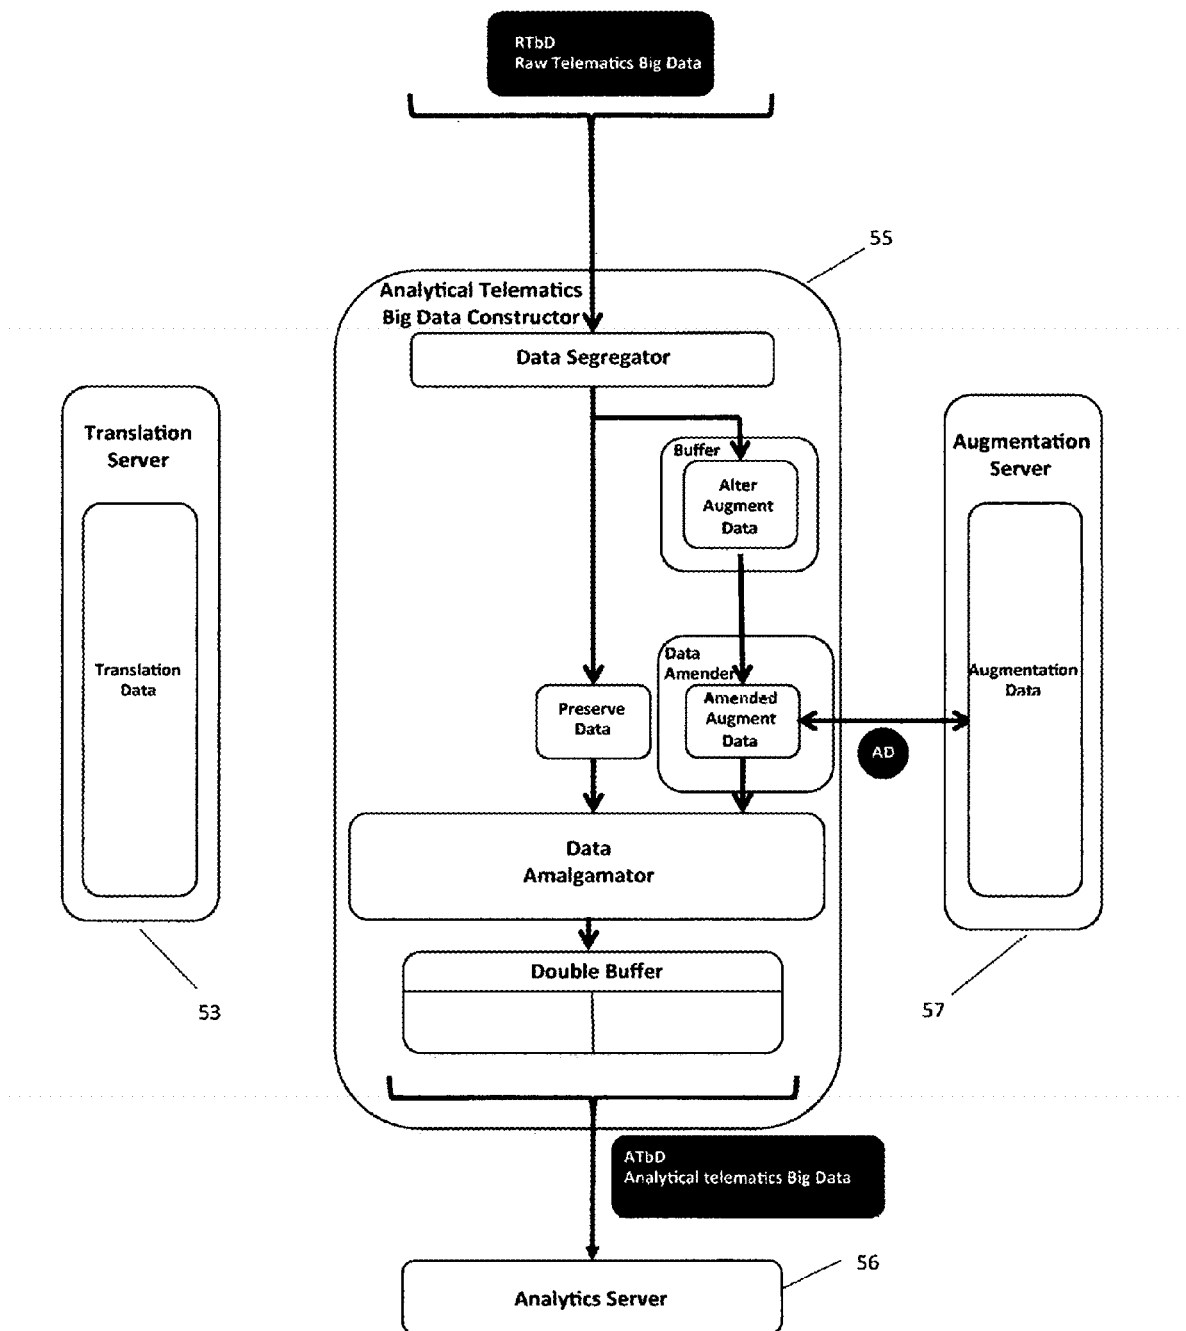 RTbD
Raw Telematics Big Data
55
Analytical Telematics
Big Data Constructor
Data Segregator
Translation
Server
Buffer
Alter
Augment
Data
Augmentation
Server
Translation
Data
Data
Amender
Preserve
Data
Amended
Augment
Data
AD
Augmentation
Data
Data
Amalgamator
Double Buffer
53
57
ATbD
Analytical telematics Big Data
56
Analytics Server